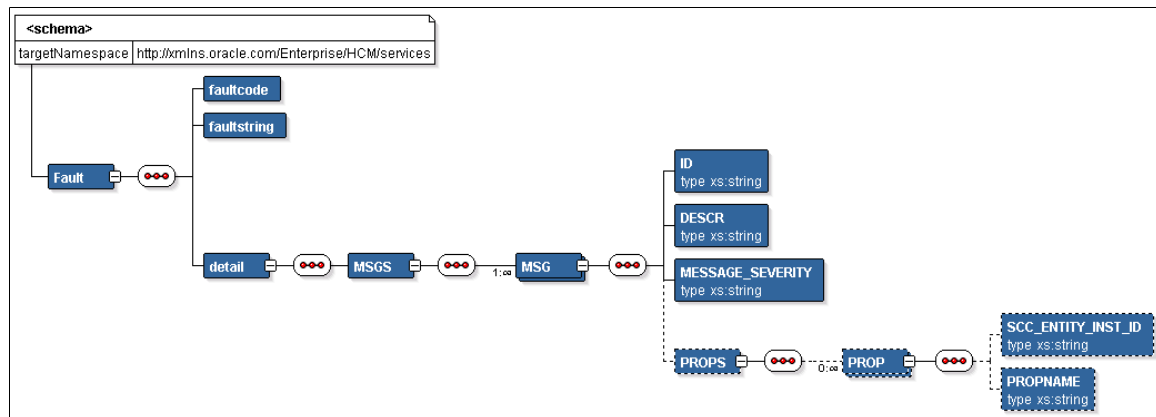 <schema>
targetNamespace http://xmlns.oracle.com/Enterprise/HCM/services
faultcode
faultstring
Fault
ID
type xs:string
DESCR
type xs:string
detail
MSGS
1:∞
MSG
MESSAGE_SEVERITY
type xs:string
PROPS
0:∞
PROP
SCC_ENTITY_INST_ID
type xs:string
PROPNAME
type xs:string